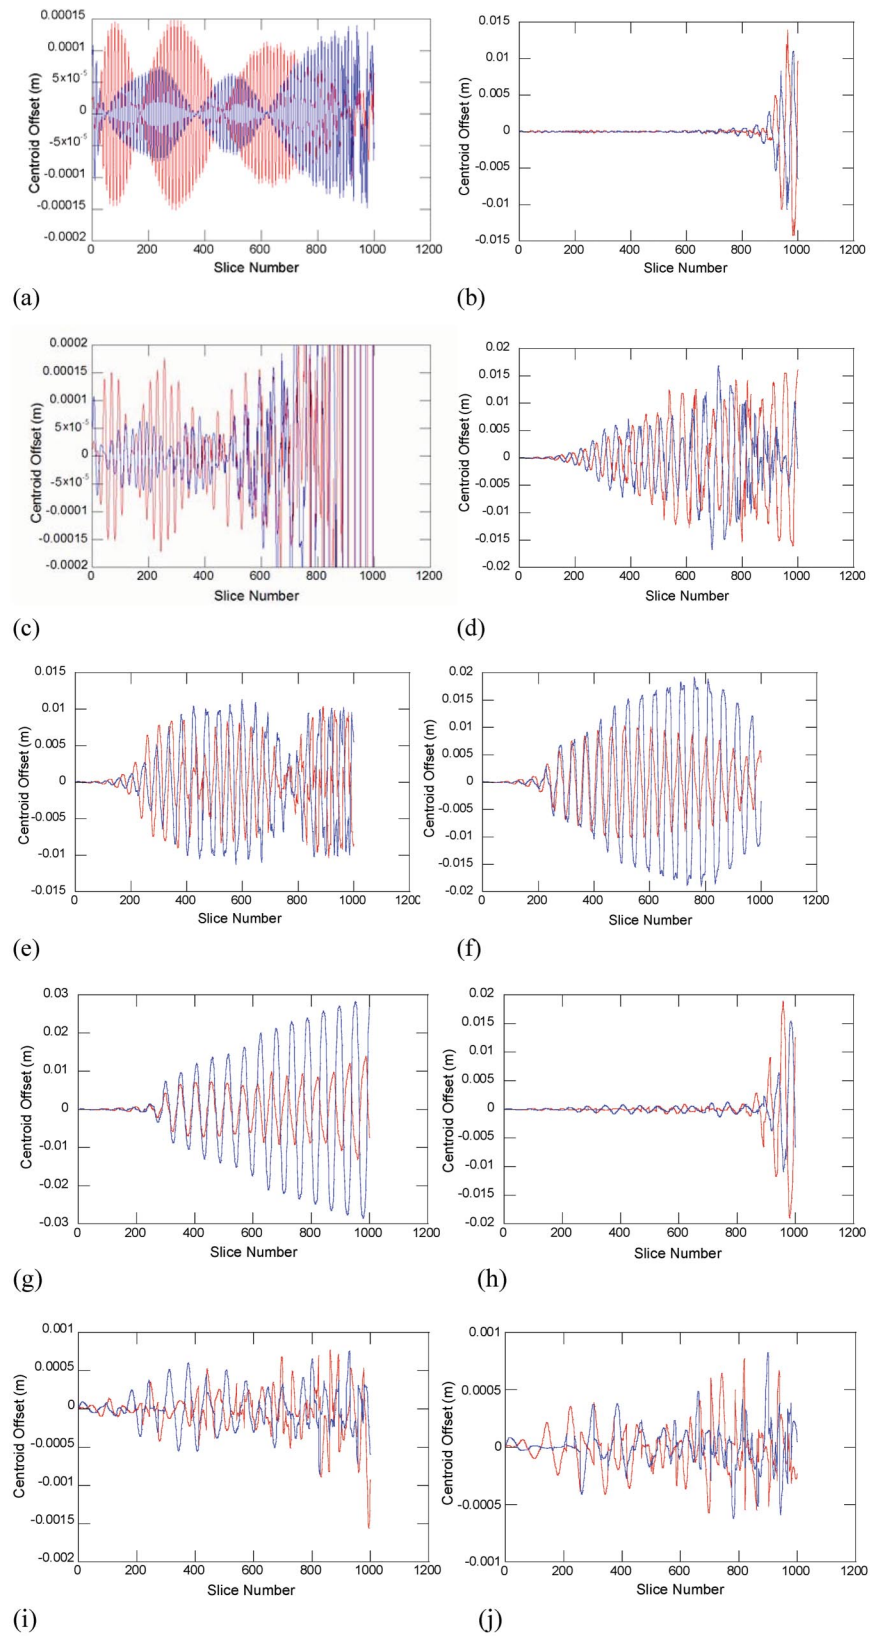 0.00015
0.0001
5×10⁻⁵
0
-5×10⁻⁵
-0.0001
-0.00015
-0.0002
0 200 400 600 800 1000 1200
Centroid Offset (m)
Slice Number
(a)
0.015
0.01
0.005
0
-0.005
-0.01
-0.015
0 200 400 600 800 1000 1200
Centroid Offset (m)
Slice Number
(b)
0.0002
0.00015
0.0001
5×10⁻⁵
0
-5×10⁻⁵
-0.0001
-0.00015
-0.0002
0 200 400 600 800 1000 1200
Centroid Offset (m)
Slice Number
(c)
0.02
0.015
0.01
0.005
0
-0.005
-0.01
-0.015
-0.02
0 200 400 600 800 1000 1200
Centroid Offset (m)
Slice Number
(d)
0.015
0.01
0.005
0
-0.005
-0.01
-0.015
0 200 400 600 800 1000 1200
Centroid Offset (m)
Slice Number
(e)
0.02
0.015
0.01
0.005
0
-0.005
-0.01
-0.015
-0.02
0 200 400 600 800 1000 1200
Centroid Offset (m)
Slice Number
(f)
0.03
0.02
0.01
0
-0.01
-0.02
-0.03
0 200 400 600 800 1000 1200
Centroid Offset (m)
Slice Number
(g)
0.02
0.015
0.01
0.005
0
-0.005
-0.01
-0.015
-0.02
0 200 400 600 800 1000 1200
Centroid Offset (m)
Slice Number
(h)
0.001
0.0005
0
-0.0005
-0.001
-0.0015
-0.002
0 200 400 600 800 1000 1200
Centroid Offset (m)
Slice Number
(i)
0.001
0.0005
0
-0.0005
-0.001
0 200 400 600 800 1000 1200
Centroid Offset (m)
Slice Number
(j)